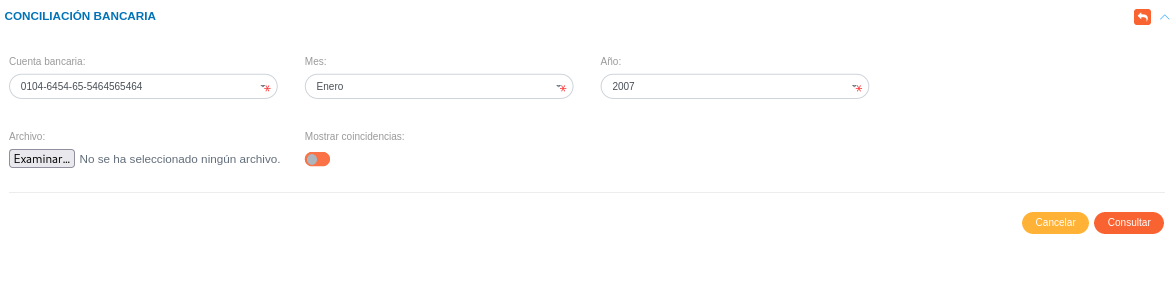 CONCILIACIÓN BANCARIA
Cuenta bancaria: Mes: Año:
0104-6454-65-5464565464 Enero 2007
Archivo: Mostrar coincidencias:
Examinar... No se ha seleccionado ningún archivo.
Cancelar Consultar